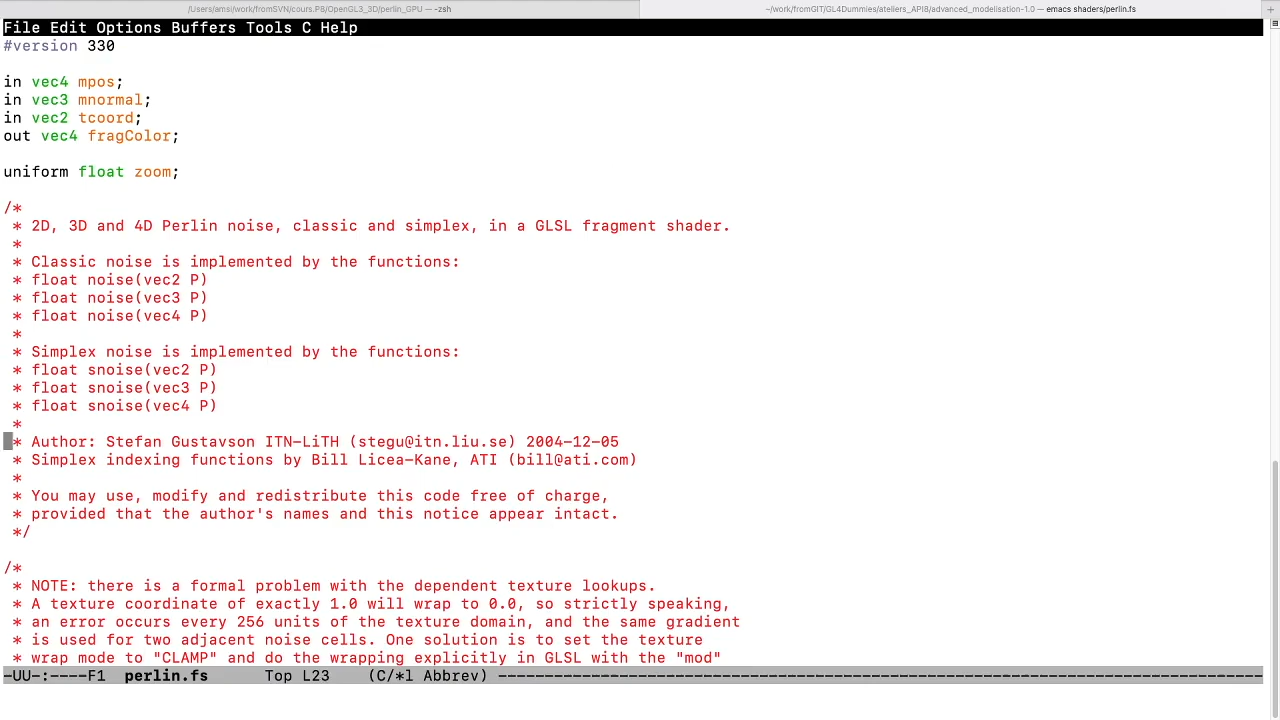 /Users/amsi/work/fromSVN/cours.P8/OpenGL3_3D/perlin_GPU — -zsh
~/work/fromGIT/GL4Dummies/ateliers_API8/advanced_modelisation-1.0 — emacs shaders/perlin.fs
File Edit Options Buffers Tools C Help
#version 330
in vec4 mpos;
in vec3 mnormal;
in vec2 tcoord;
out vec4 fragColor;
uniform float zoom;
/*
* 2D, 3D and 4D Perlin noise, classic and simplex, in a GLSL fragment shader.
*
* Classic noise is implemented by the functions:
* float noise(vec2 P)
* float noise(vec3 P)
* float noise(vec4 P)
*
* Simplex noise is implemented by the functions:
* float snoise(vec2 P)
* float snoise(vec3 P)
* float snoise(vec4 P)
*
* Author: Stefan Gustavson ITN-LiTH (stegu@itn.liu.se) 2004-12-05
* Simplex indexing functions by Bill Licea-Kane, ATI (bill@ati.com)
*
* You may use, modify and redistribute this code free of charge,
* provided that the author's names and this notice appear intact.
*/
/*
* NOTE: there is a formal problem with the dependent texture lookups.
* A texture coordinate of exactly 1.0 will wrap to 0.0, so strictly speaking,
* an error occurs every 256 units of the texture domain, and the same gradient
* is used for two adjacent noise cells. One solution is to set the texture
* wrap mode to "CLAMP" and do the wrapping explicitly in GLSL with the "mod"
-UU-:----F1  perlin.fs      Top L23    (C/*l Abbrev) ----------------------------------------------------------------------------------